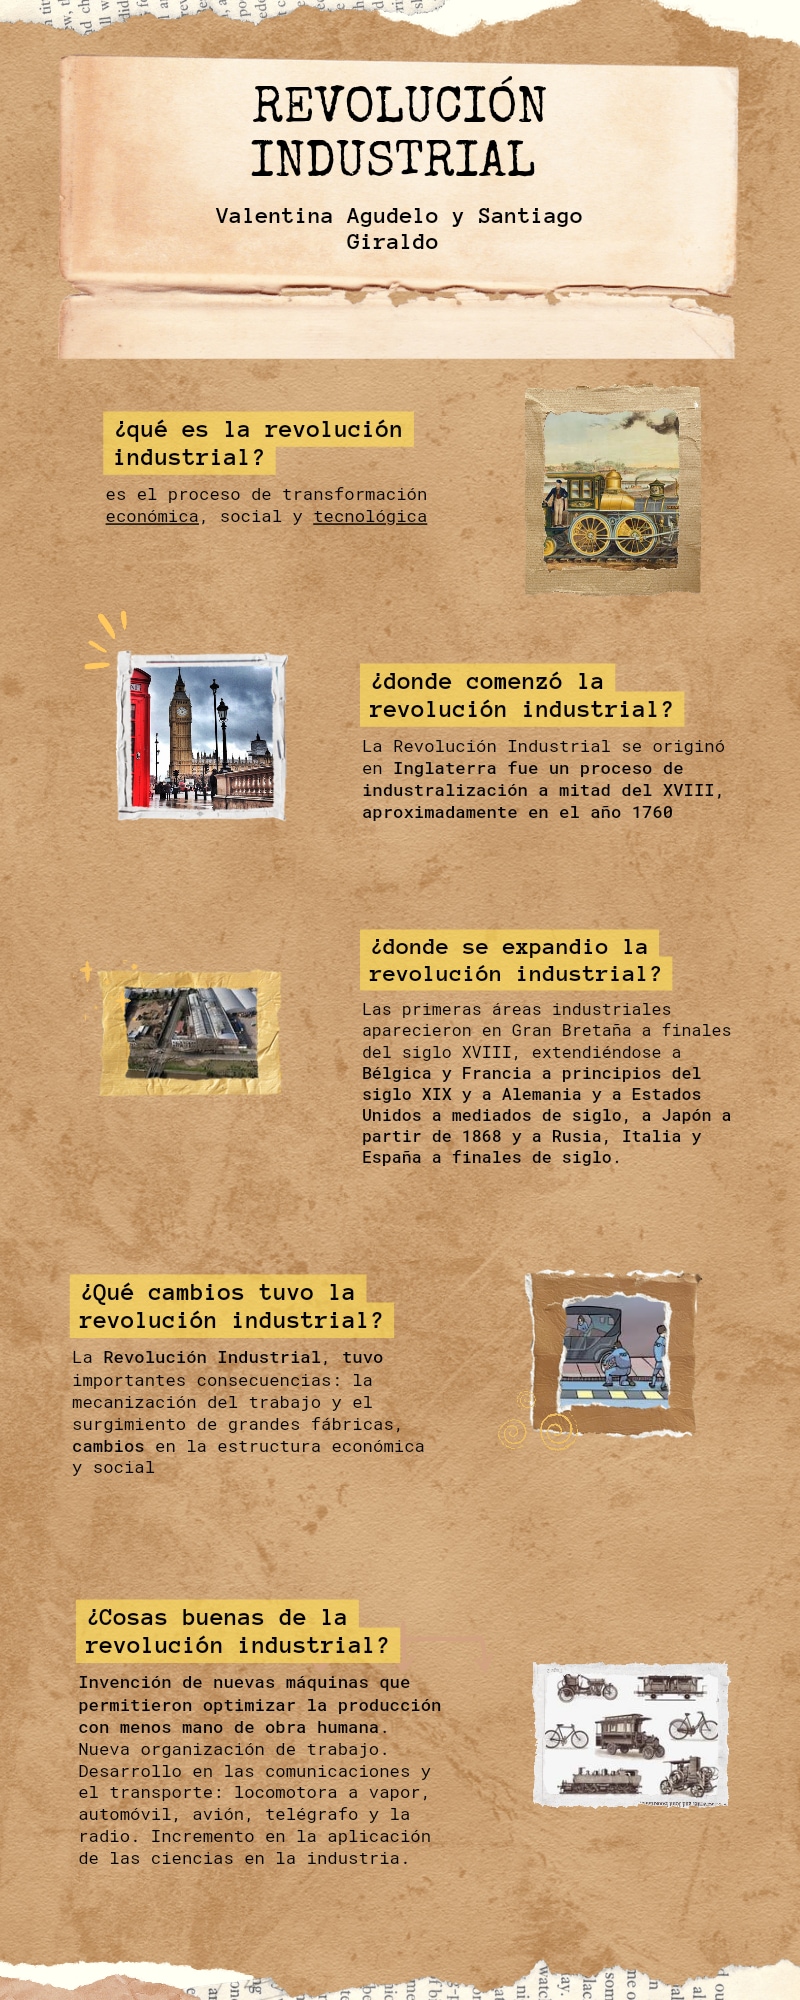 REVOLUCIÓN
INDUSTRIAL
Valentina Agudelo y Santiago
Giraldo
¿qué es la revolución
industrial?
es el proceso de transformación
económica, social y tecnológica
¿donde comenzó la
revolución industrial?
La Revolución Industrial se originó
en Inglaterra fue un proceso de
industralización a mitad del XVIII,
aproximadamente en el año 1760
¿donde se expandio la
revolución industrial?
Las primeras áreas industriales
aparecieron en Gran Bretaña a finales
del siglo XVIII, extendiéndose a
Bélgica y Francia a principios del
siglo XIX y a Alemania y a Estados
Unidos a mediados de siglo, a Japón a
partir de 1868 y a Rusia, Italia y
España a finales de siglo.
¿Qué cambios tuvo la
revolución industrial?
La Revolución Industrial, tuvo
importantes consecuencias: la
mecanización del trabajo y el
surgimiento de grandes fábricas,
cambios en la estructura económica
y social
¿Cosas buenas de la
revolución industrial?
Invención de nuevas máquinas que
permitieron optimizar la producción
con menos mano de obra humana.
Nueva organización de trabajo.
Desarrollo en las comunicaciones y
el transporte: locomotora a vapor,
automóvil, avión, telégrafo y la
radio. Incremento en la aplicación
de las ciencias en la industria.